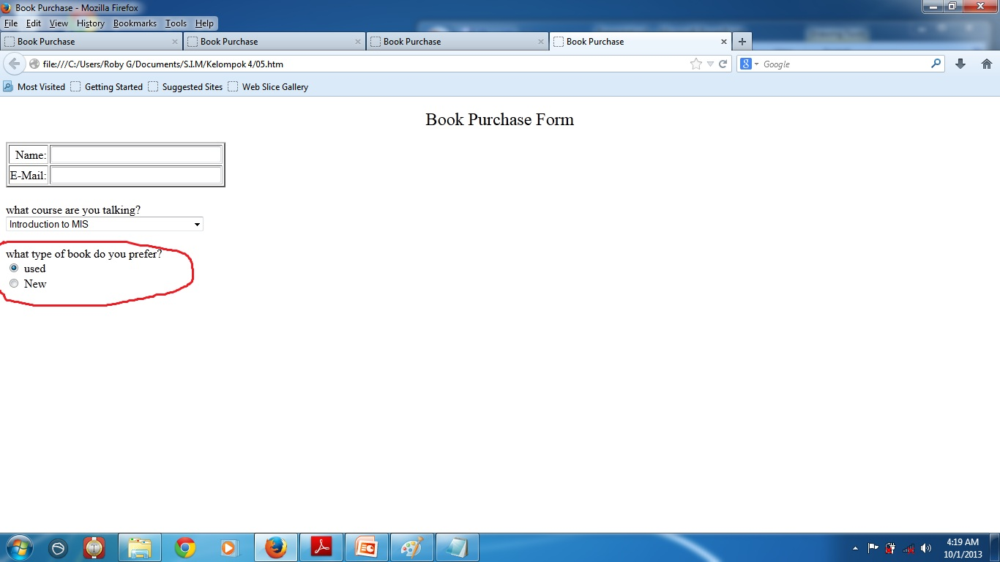 Book Purchase - Mozilla Firefox
File Edit View History Bookmarks Tools Help
Book Purchase Book Purchase Book Purchase Book Purchase
file:///C:/Users/Roby G/Documents/S.I.M/Kelompok 4/05.htm Google
Most Visited Getting Started Suggested Sites Web Slice Gallery
Book Purchase Form
Name:
E-Mail:
what course are you talking?
Introduction to MIS
what type of book do you prefer?
used
New
4:19 AM
10/1/2013